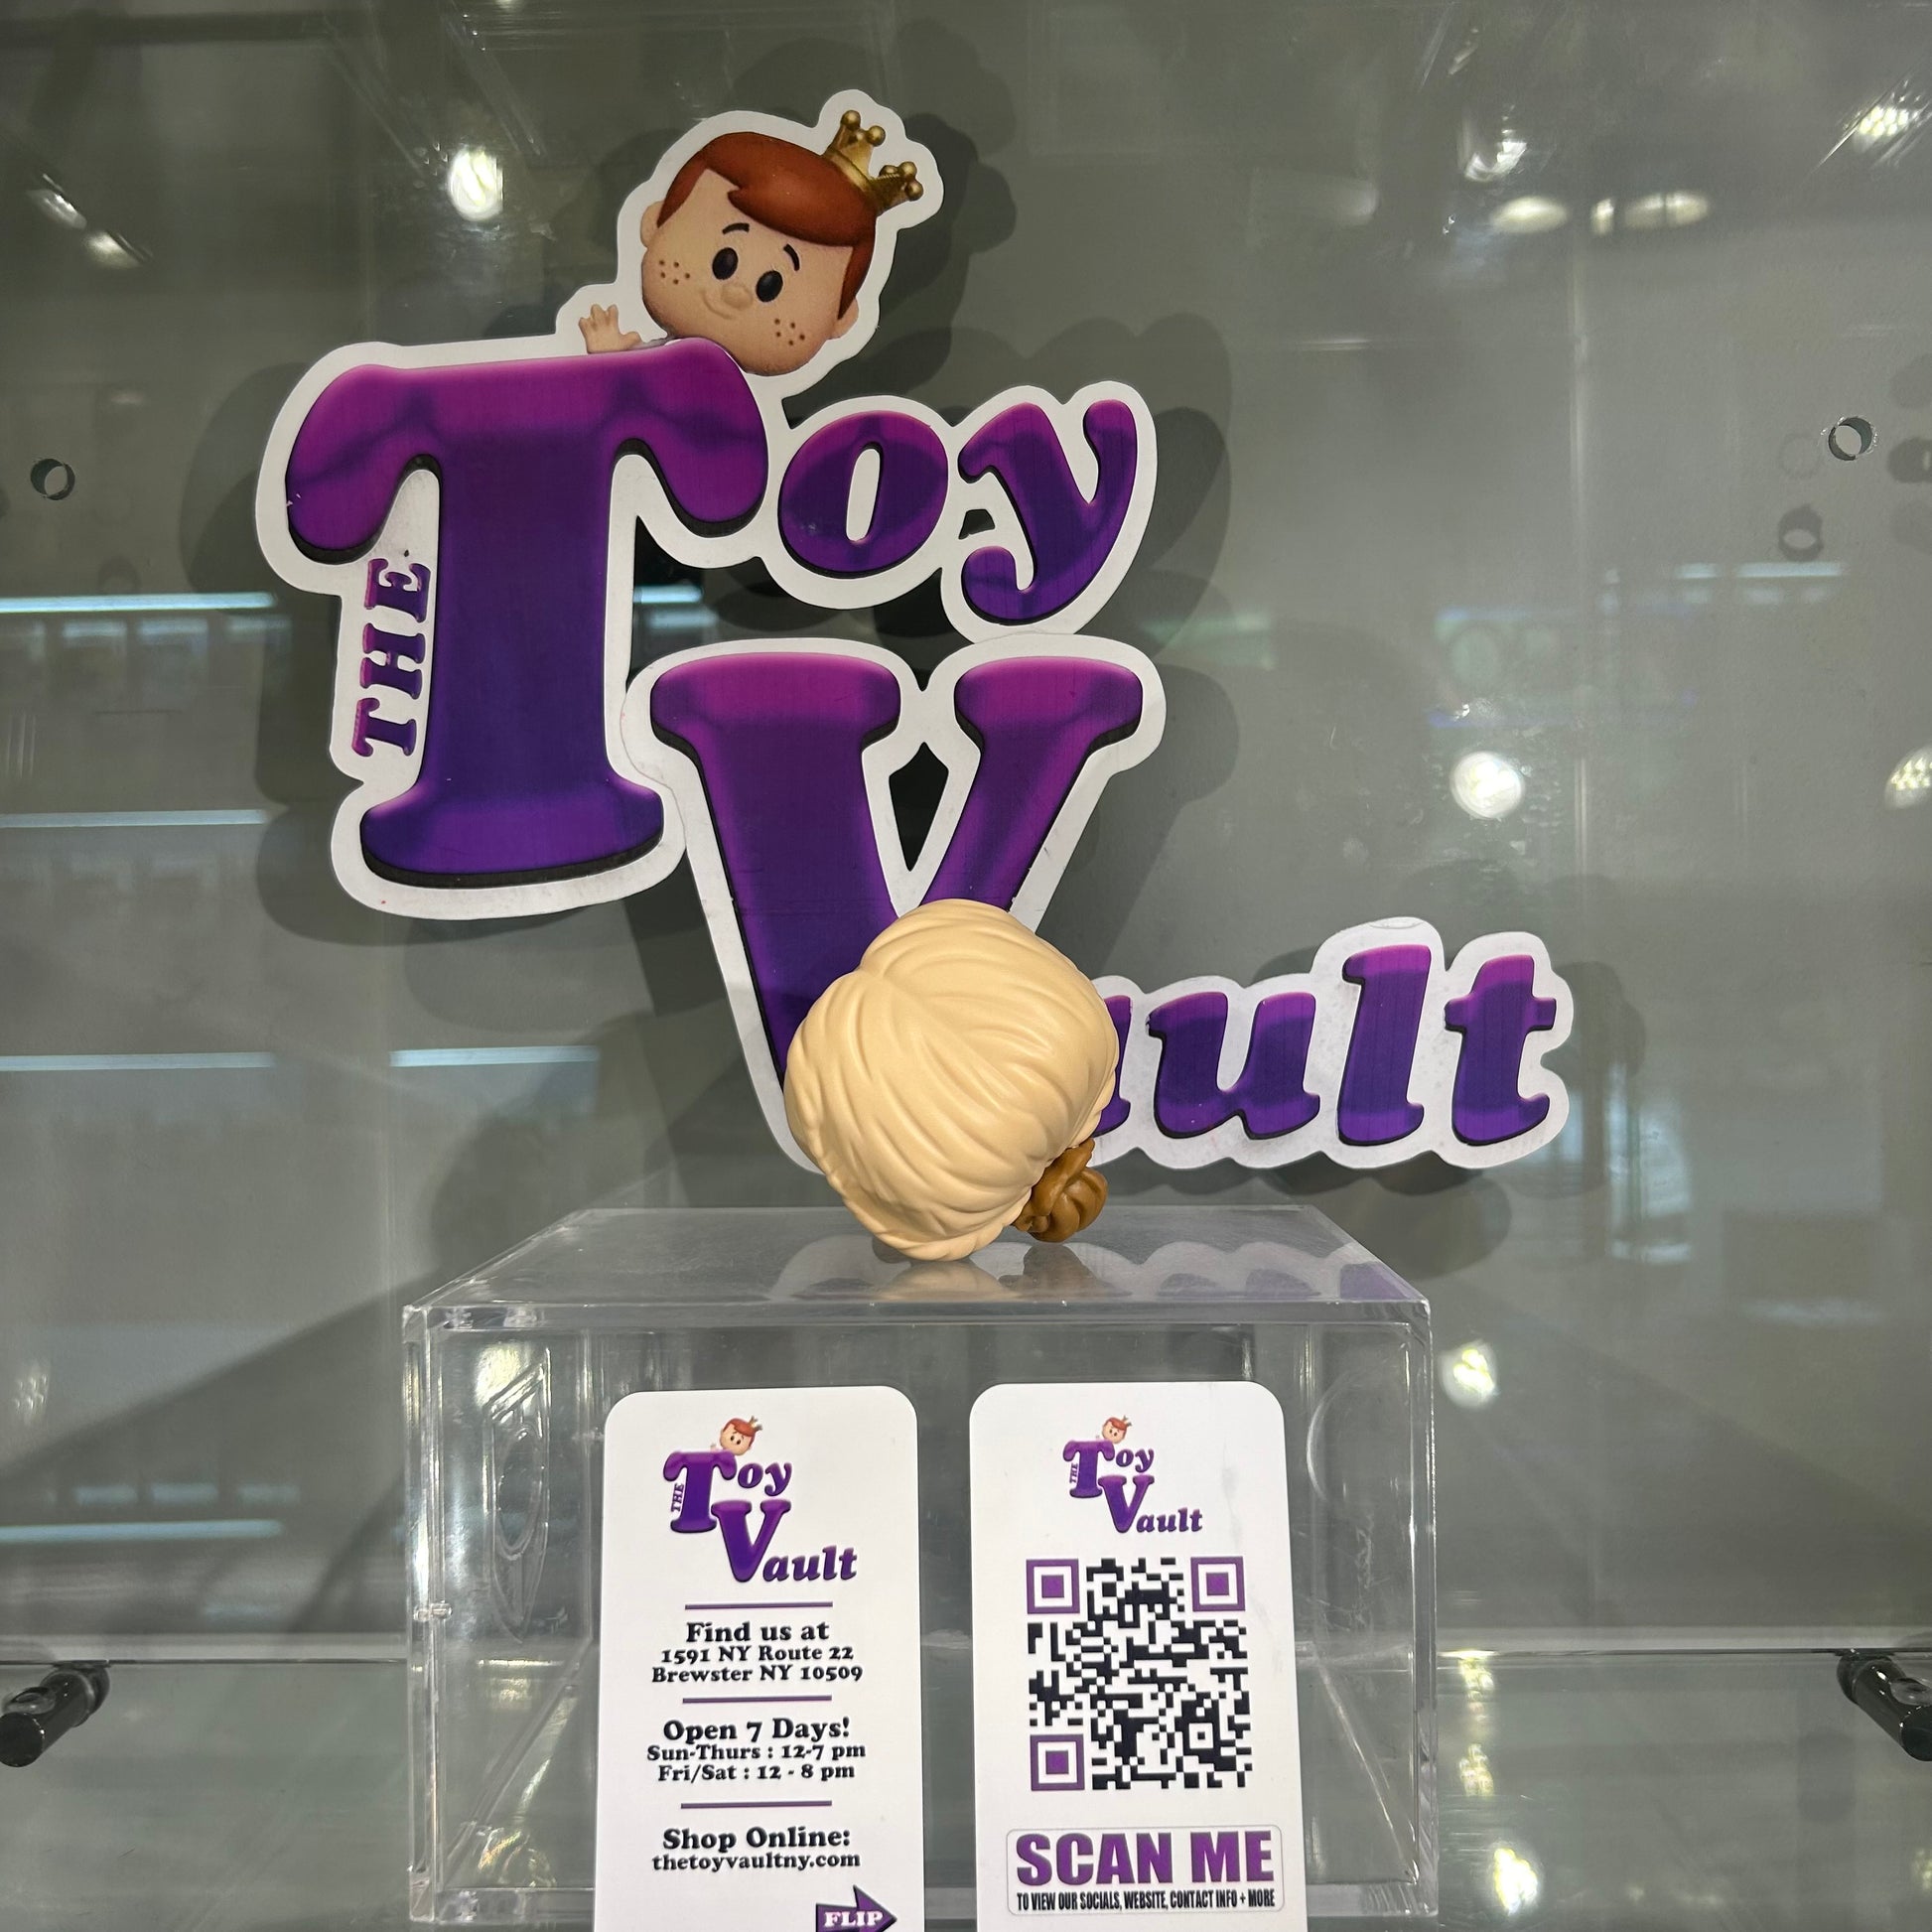 THE Toy
Vault
THE Toy
Vault
Find us at
1591 NY Route 22
Brewster NY 10509
Open 7 Days!
Sun-Thurs : 12-7 pm
Fri/Sat : 12 - 8 pm
Shop Online:
thetoyvaultny.com
FLIP
THE Toy
Vault
SCAN ME
TO VIEW OUR SOCIALS, WEBSITE, CONTACT INFO + MORE